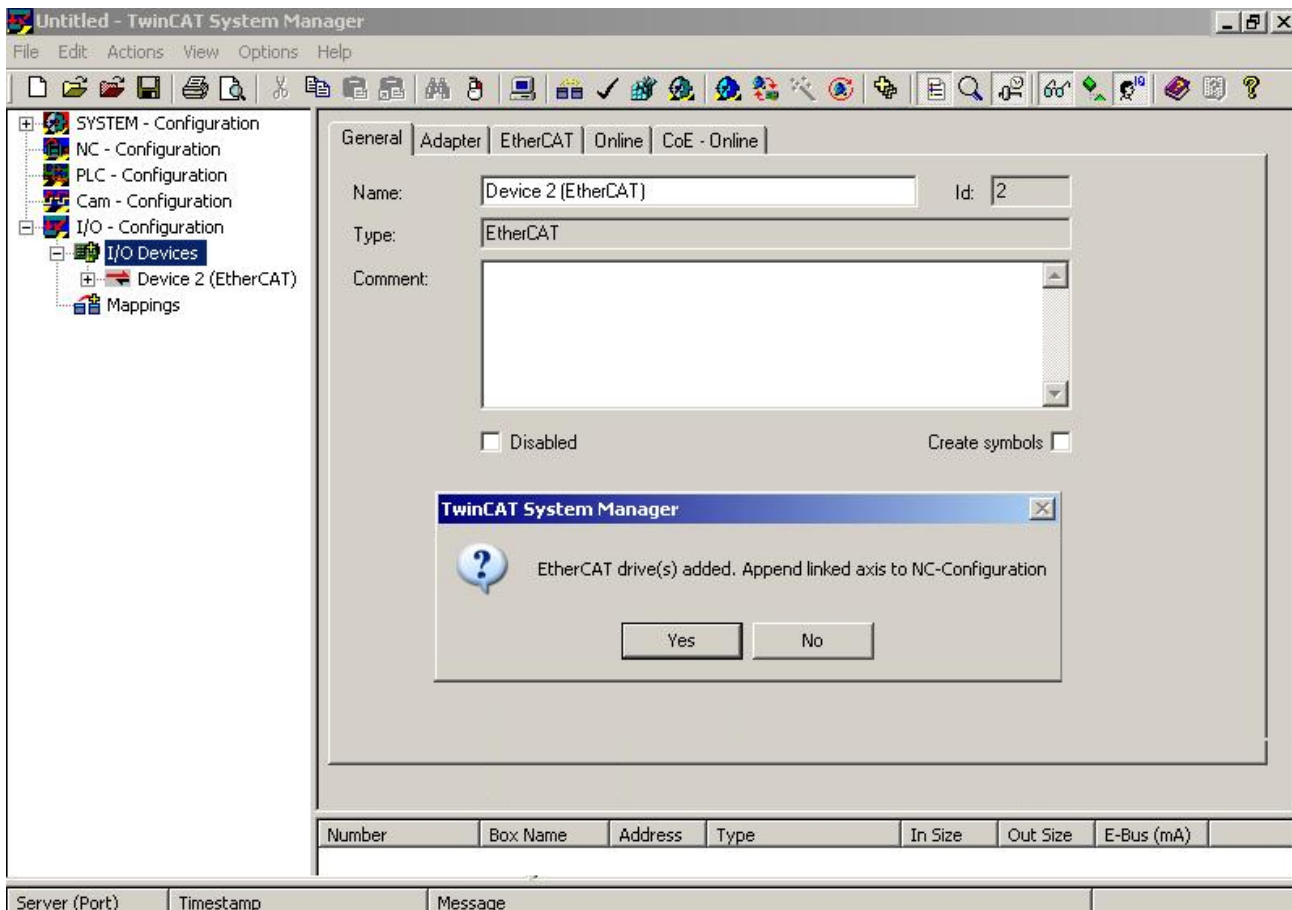 Untitled - TwinCAT System Manager
File Edit Actions View Options Help
SYSTEM - Configuration
NC - Configuration
PLC - Configuration
Cam - Configuration
I/O - Configuration
I/O Devices
Device 2 (EtherCAT)
Mappings
General Adapter EtherCAT Online CoE - Online
Name: Device 2 (EtherCAT) Id: 2
Type: EtherCAT
Comment:
Disabled Create symbols
TwinCAT System Manager
EtherCAT drive(s) added. Append linked axis to NC-Configuration
Yes No
Number Box Name Address Type In Size Out Size E-Bus (mA)
Server (Port) Timestamp Message